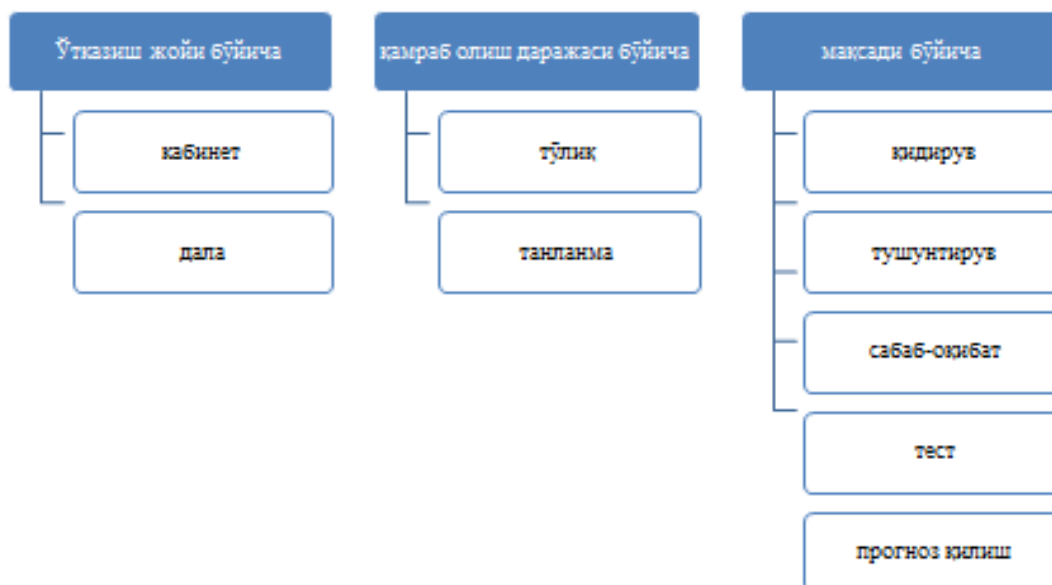 Ўтказиш жойи бўйича
кабинет
дала
қамраб олиш даражаси бўйича
тўлиқ
танланма
мақсади бўйича
қидирув
тушунтирув
сабаб-оқибат
тест
прогноз қилиш